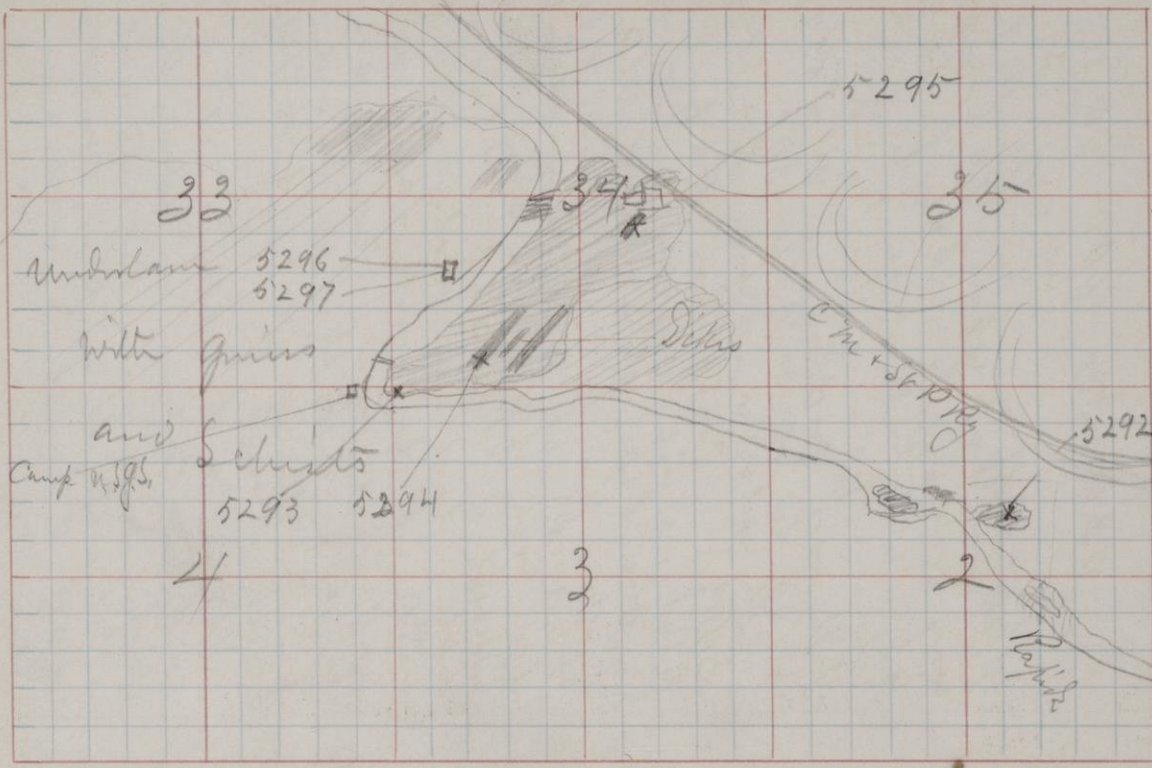 5295
33
34
35
Underlain
5296
5297
with gneiss
Dikes
C M & St P Ry
and Schists
5292
Camp
5293
5294
4
3
2
Rapids